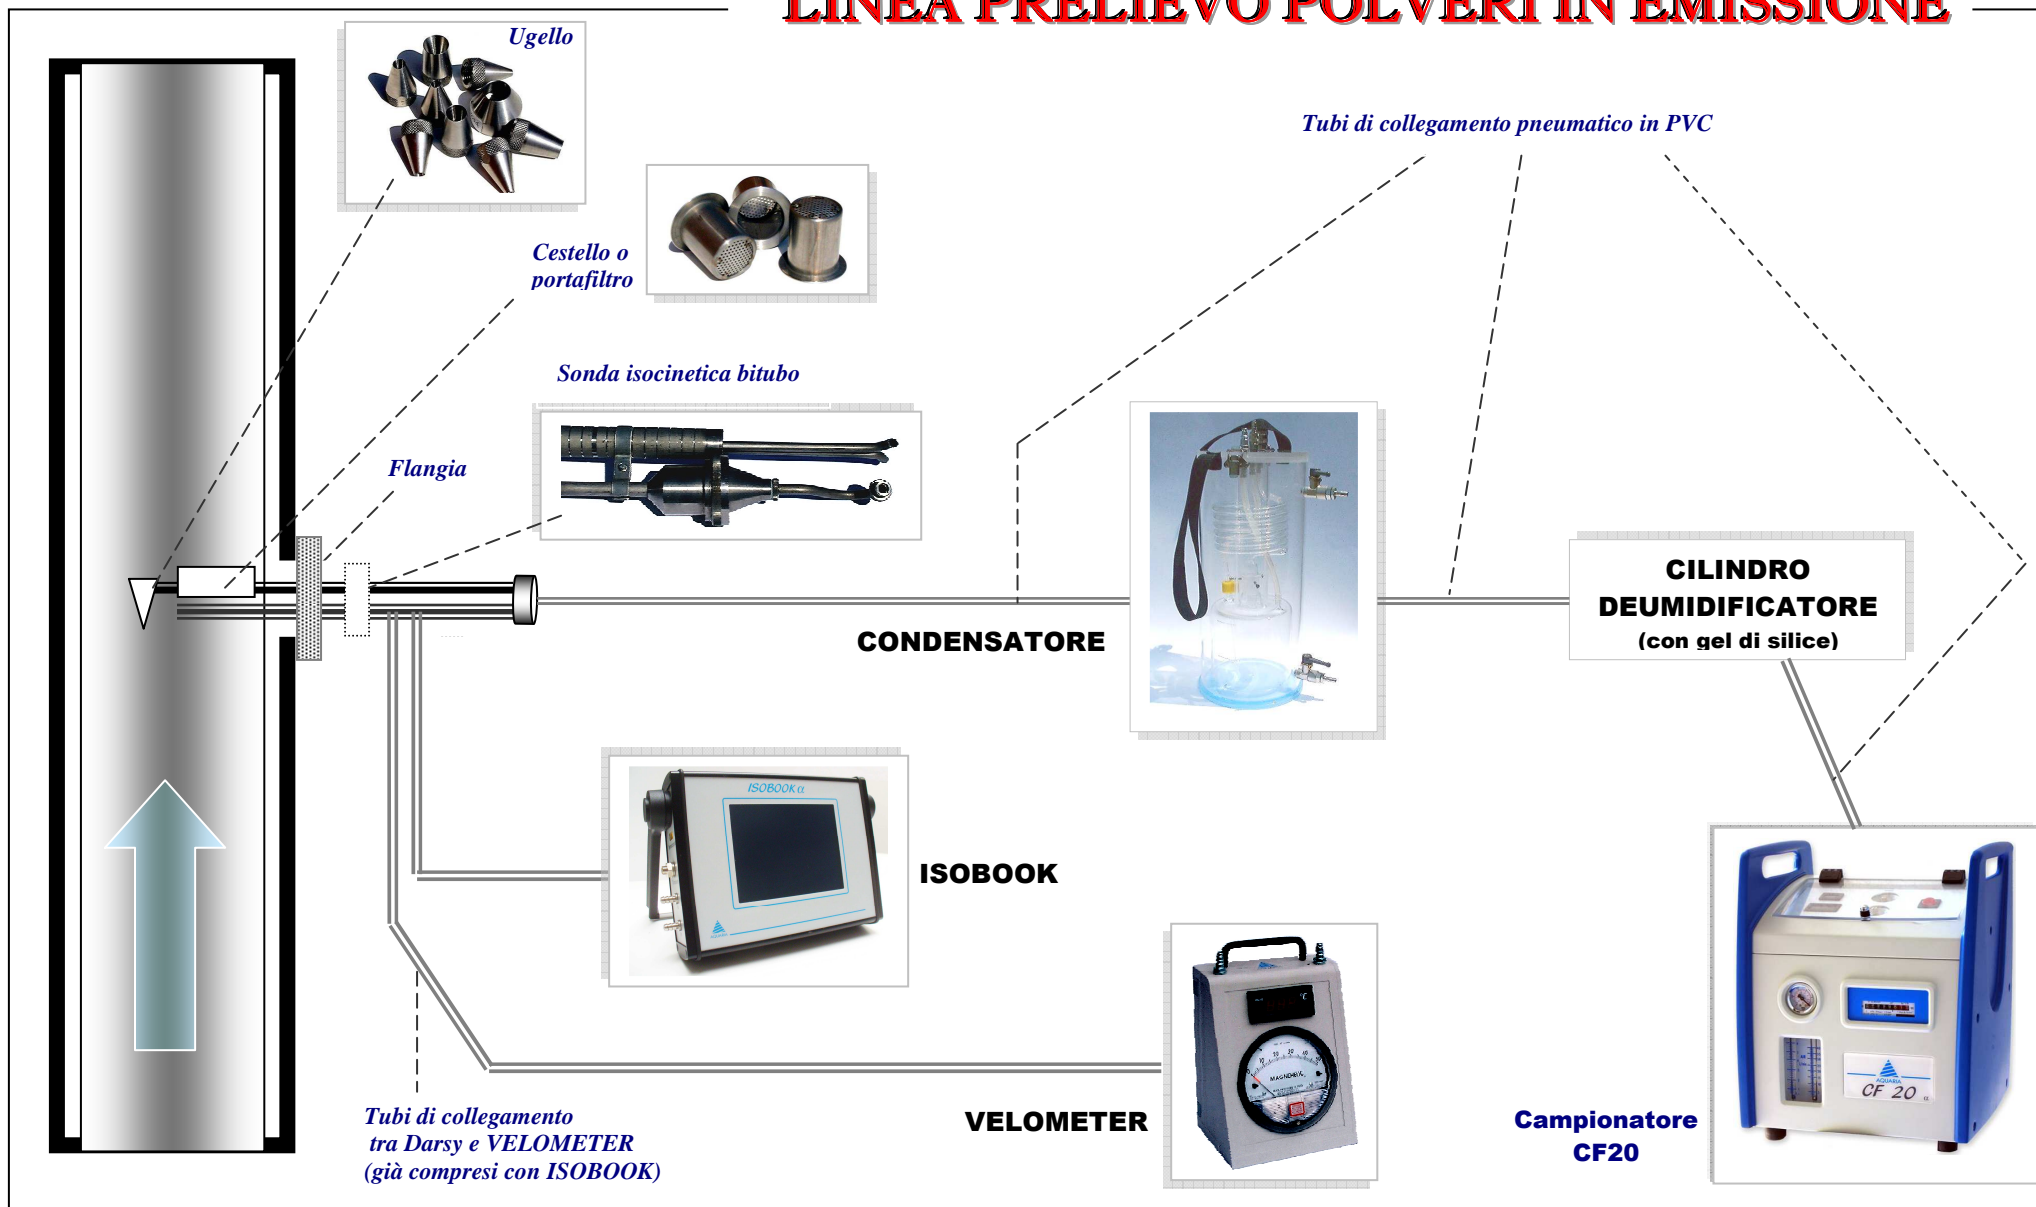 LINEA PRELIEVO POLVERI IN EMISSIONE
Ugello
Tubi di collegamento pneumatico in PVC
Cestello o
portafiltro
Sonda isocinetica bitubo
Flangia
CILINDRO
DEUMIDIFICATORE
(con gel di silice)
CONDENSATORE
ISOBOOK α
ISOBOOK
VELOMETER
MAGNEHELIC
Tubi di collegamento
tra Darsy e VELOMETER
(già compresi con ISOBOOK)
Campionatore
CF20
AQUARIA
CF 20 α